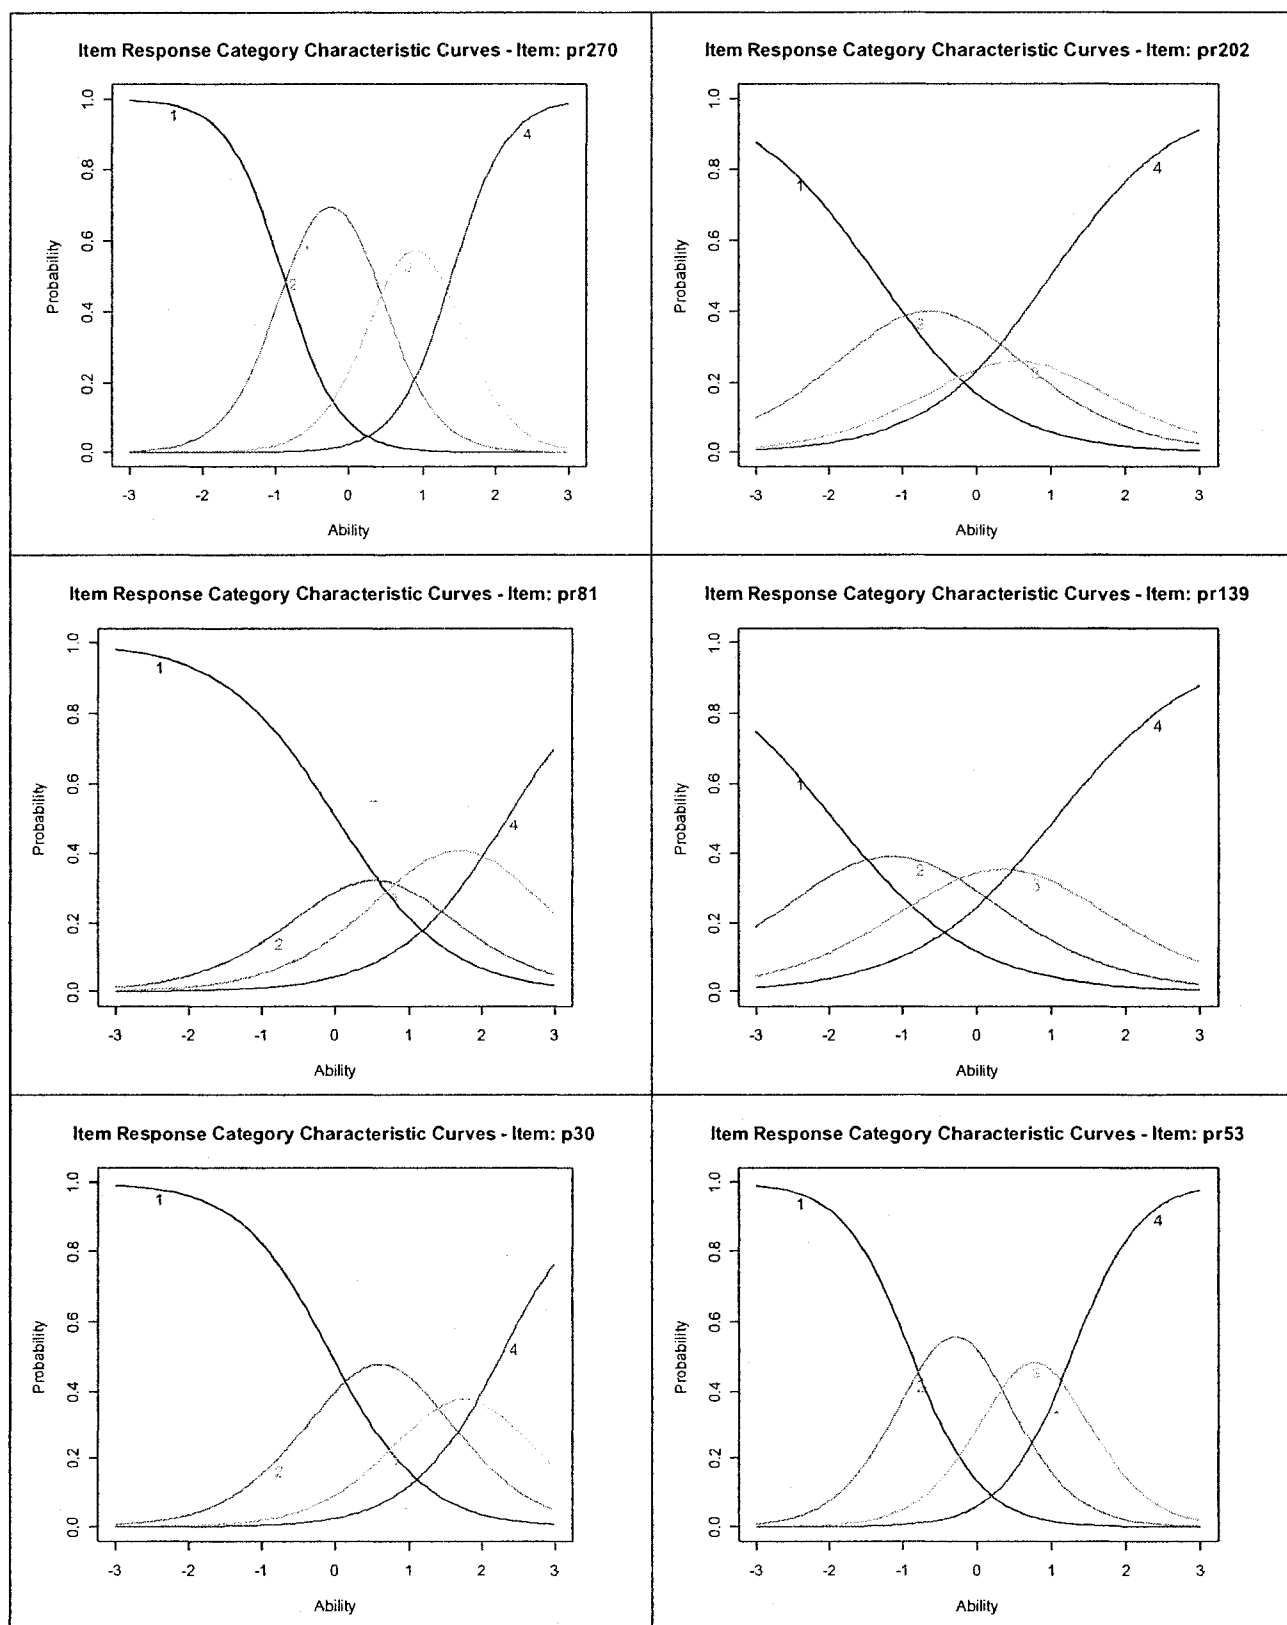 Item Response Category Characteristic Curves - Item: pr270
Probability
1.0
0.8
0.6
0.4
0.2
0.0
1
2
3
4
-3 -2 -1 0 1 2 3
Ability
Item Response Category Characteristic Curves - Item: pr202
Probability
1.0
0.8
0.6
0.4
0.2
0.0
1
2
3
4
-3 -2 -1 0 1 2 3
Ability
Item Response Category Characteristic Curves - Item: pr81
Probability
1.0
0.8
0.6
0.4
0.2
0.0
1
2
4
-3 -2 -1 0 1 2 3
Ability
Item Response Category Characteristic Curves - Item: pr139
Probability
1.0
0.8
0.6
0.4
0.2
0.0
1
2
3
4
-3 -2 -1 0 1 2 3
Ability
Item Response Category Characteristic Curves - Item: p30
Probability
1.0
0.8
0.6
0.4
0.2
0.0
1
2
4
-3 -2 -1 0 1 2 3
Ability
Item Response Category Characteristic Curves - Item: pr53
Probability
1.0
0.8
0.6
0.4
0.2
0.0
1
2
3
4
-3 -2 -1 0 1 2 3
Ability